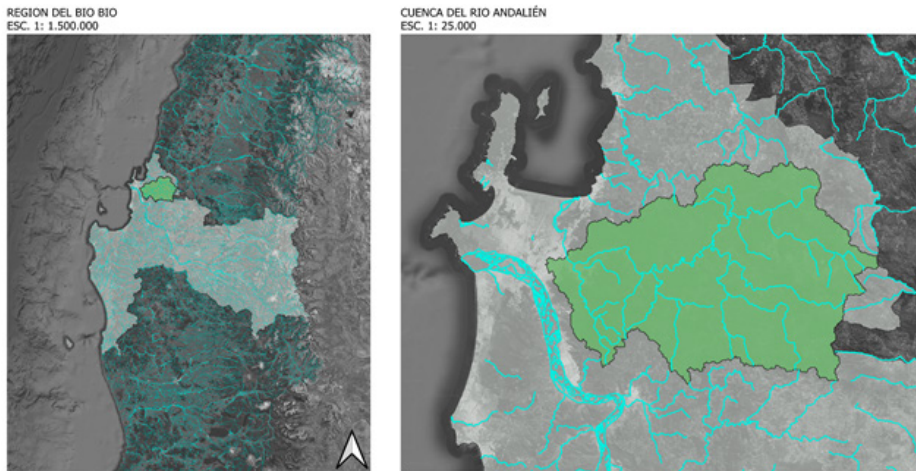 REGION DEL BIO BIO
ESC. 1: 1.500.000
CUENCA DEL RIO ANDALIÉN
ESC. 1: 25.000